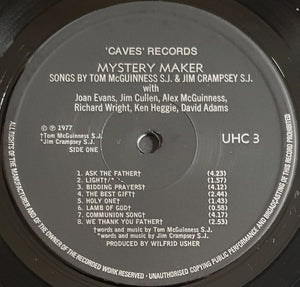 'CAVES' RECORDS
MYSTERY MAKER
SONGS BY TOM McGUINNESS S.J. & JIM CRAMPSEY S.J.
with
Joan Evans, Jim Cullen, Alex McGuinness,
Richard Wright, Ken Heggie, David Adams
℗ 1977
†Tom McGuinness S.J.
*Jim Crampsey S.J.
SIDE ONE
UHC 3
1. ASK THE FATHER† (4.23)
2. LIGHT† (1.57)
3. BIDDING PRAYERS† (1.44)
4. THE BEST GIFT† (2.44)
5. HOLY ONE† (1.43)
6. LAMB OF GOD† (1.58)
7. COMMUNION SONG† (4.17)
8. WE THANK YOU FATHER† (2.53)
†words and music by Tom McGuinness S.J.
*words and music by Jim Crampsey S.J.
PRODUCED BY WILFRID USHER
ALL RIGHTS OF THE MANUFACTURER AND OF THE OWNER OF THE RECORDED WORK RESERVED. UNAUTHORISED COPYING PUBLIC PERFORMANCE AND BROADCASTING OF THIS RECORD PROHIBITED